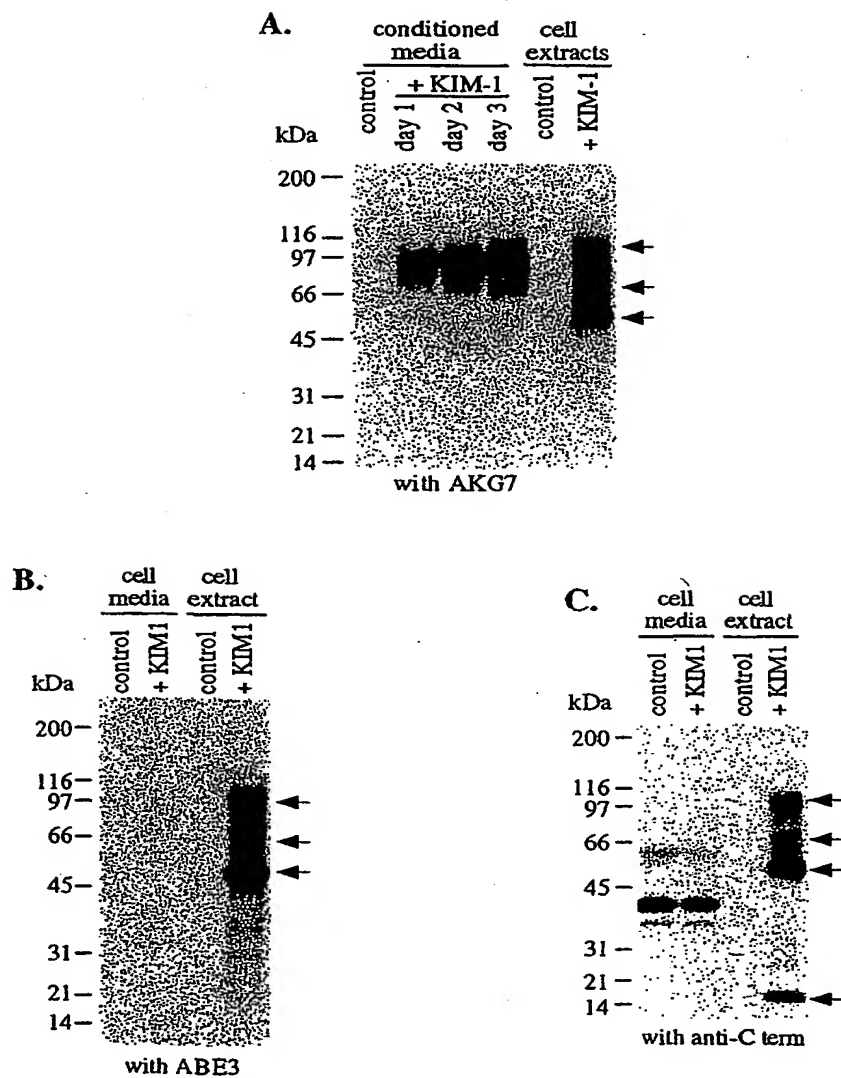 A.
conditioned media
cell extracts
control
+ KIM-1
day 1
day 2
day 3
control
+ KIM-1
kDa
200
116
97
66
45
31
21
14
with AKG7
B.
cell media
cell extract
control
+ KIM1
control
+ KIM1
kDa
200
116
97
66
45
31
21
14
with ABE3
C.
cell media
cell extract
control
+ KIM1
control
+ KIM1
kDa
200
116
97
66
45
31
21
14
with anti-C term